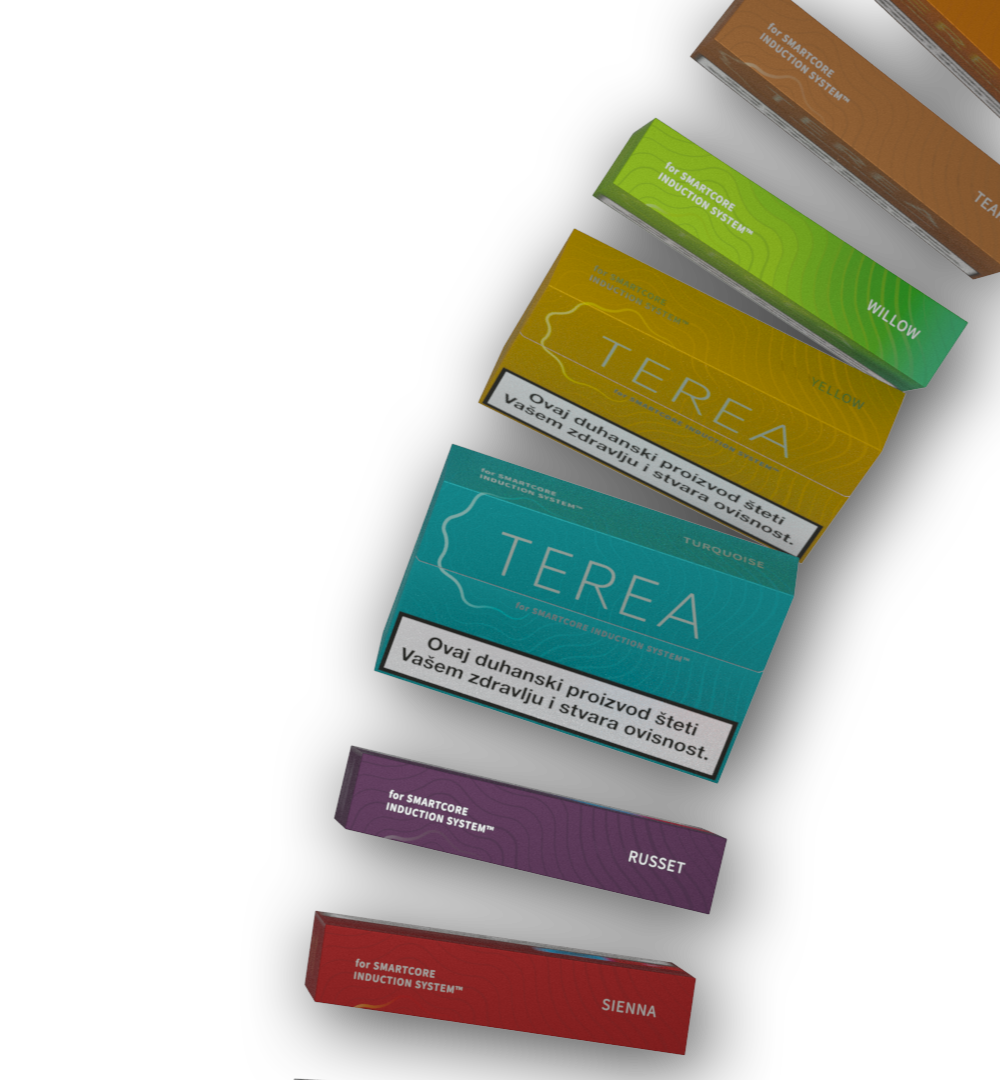 for SMARTCORE
INDUCTION SYSTEM™
for SMARTCORE
INDUCTION SYSTEM™
WILLOW
for SMARTCORE
INDUCTION SYSTEM™
YELLOW
TEREA
for SMARTCORE INDUCTION SYSTEM™
Ovaj duhanski proizvod šteti
Vašem zdravlju i stvara ovisnost.
for SMARTCORE
INDUCTION SYSTEM™
TURQUOISE
TEREA
for SMARTCORE INDUCTION SYSTEM™
Ovaj duhanski proizvod šteti
Vašem zdravlju i stvara ovisnost.
for SMARTCORE
INDUCTION SYSTEM™
RUSSET
for SMARTCORE
INDUCTION SYSTEM™
SIENNA